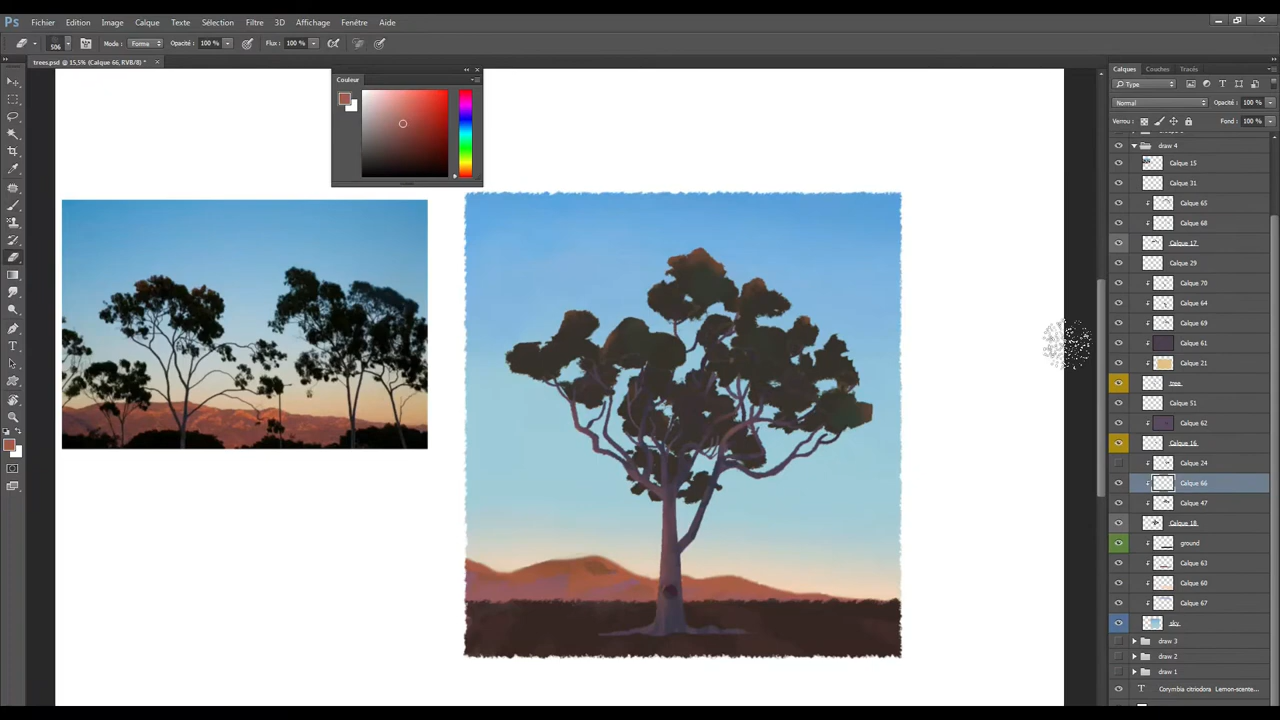 Ps Fichier Edition Image Calque Texte Sélection Filtre 3D Affichage Fenêtre Aide
506 Mode : Forme Opacité : 100 % Flux : 100 %
trees.psd @ 15,5% (Calque 66, RVB/8) * ×
Couleur
Calques Couches Tracés
Type
Normal Opacité : 100 %
Verrou : Fond : 100 %
draw 4
Calque 15
Calque 31
Calque 65
Calque 68
Calque 17
Calque 29
Calque 70
Calque 64
Calque 69
Calque 61
Calque 21
tree
Calque 51
Calque 62
Calque 16
Calque 24
Calque 66
Calque 47
Calque 18
ground
Calque 63
Calque 60
Calque 67
sky
draw 3
draw 2
draw 1
T Corymbia citriodora Lemon-scente...